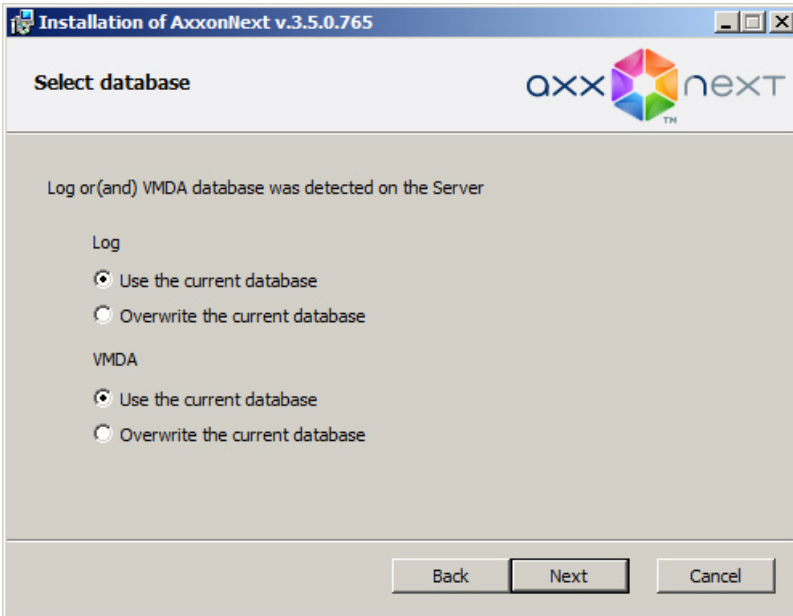 Installation of AxxonNext v.3.5.0.765
Select database
axxonnext
TM
Log or(and) VMDA database was detected on the Server
Log
Use the current database
Overwrite the current database
VMDA
Use the current database
Overwrite the current database
Back Next Cancel